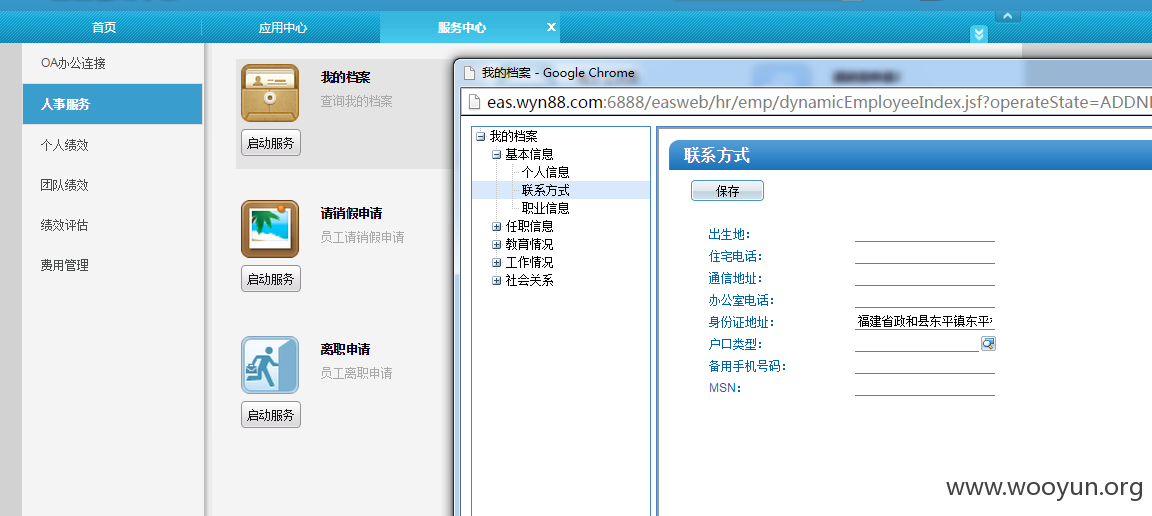 首页 应用中心 服务中心 x
OA办公连接
人事服务
个人绩效
团队绩效
绩效评估
费用管理
我的档案
查询我的档案
启动服务
请销假申请
员工请销假申请
启动服务
离职申请
员工离职申请
启动服务
我的档案 - Google Chrome
eas.wyn88.com:6888/easweb/hr/emp/dynamicEmployeeIndex.jsf?operateState=ADDN
我的档案
基本信息
个人信息
联系方式
职业信息
任职信息
教育情况
工作情况
社会关系
联系方式
保存
出生地：
住宅电话：
通信地址：
办公室电话：
身份证地址： 福建省政和县东平镇东平
户口类型：
备用手机号码：
MSN：
www.wooyun.org